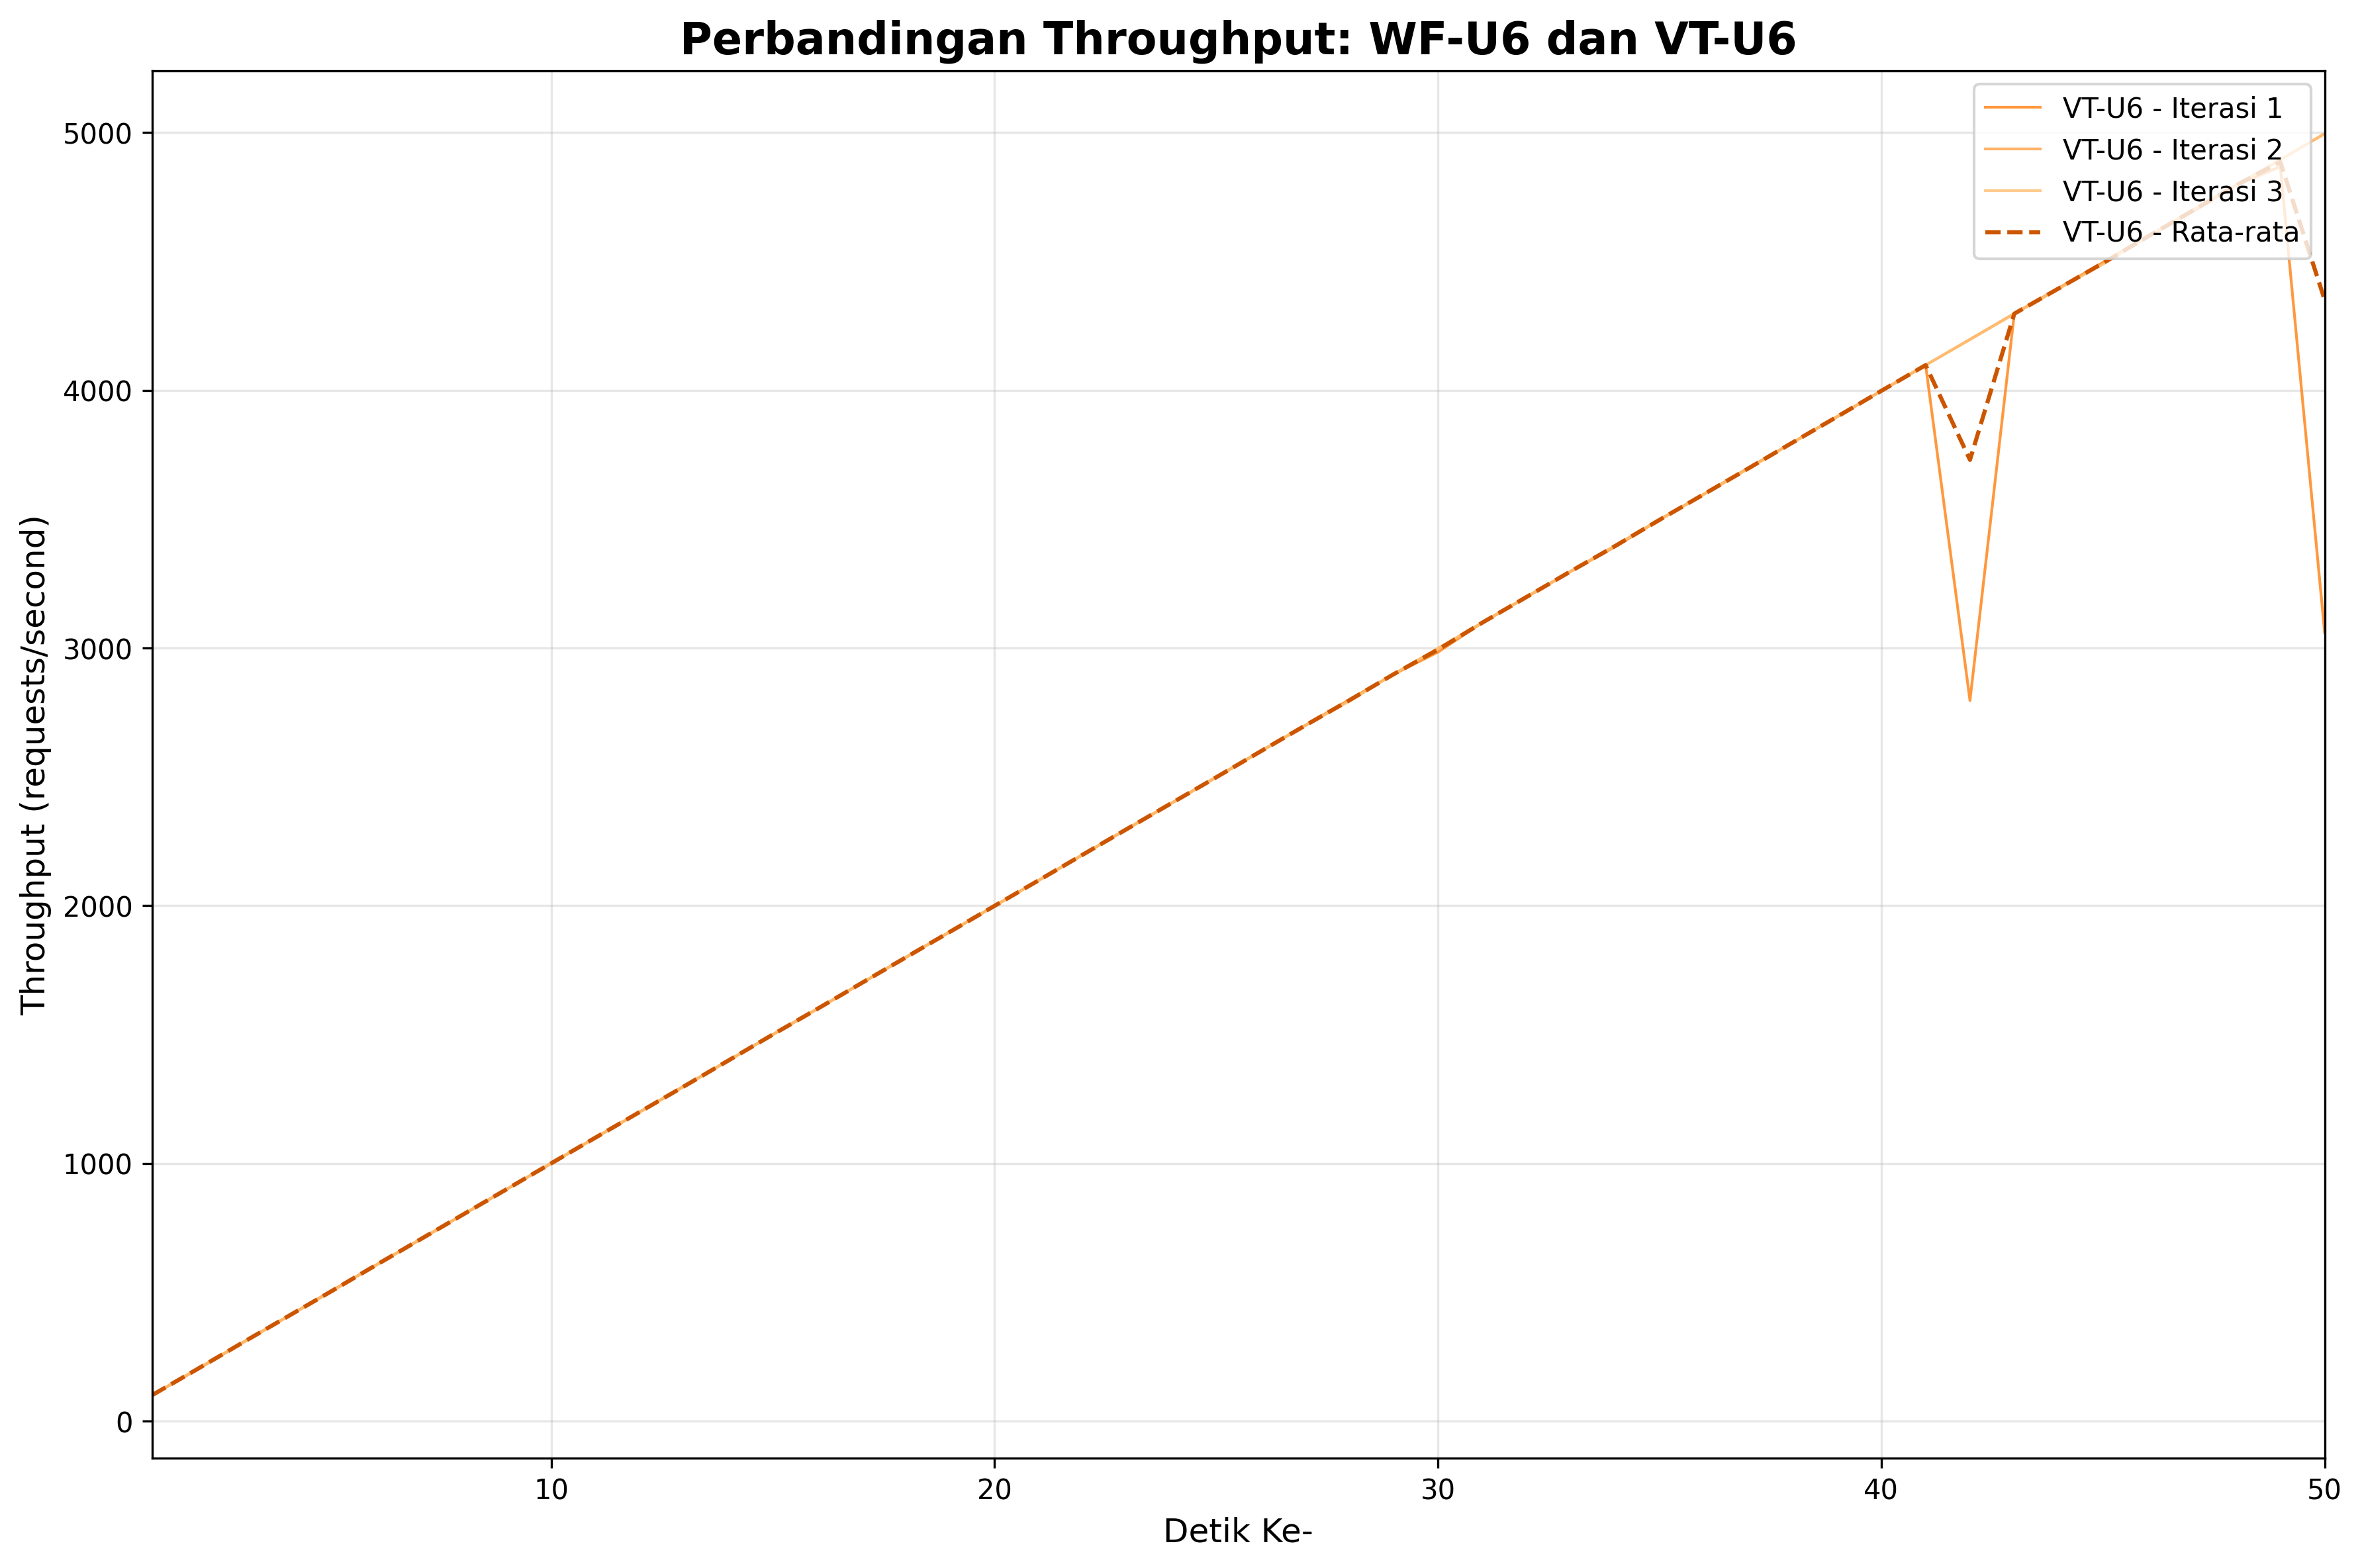 Perbandingan Throughput: WF-U6 dan VT-U6
VT-U6 - Iterasi 1
VT-U6 - Iterasi 2
VT-U6 - Iterasi 3
VT-U6 - Rata-rata
Throughput (requests/second)
5000
4000
3000
2000
1000
0
10 20 30 40 50
Detik Ke-